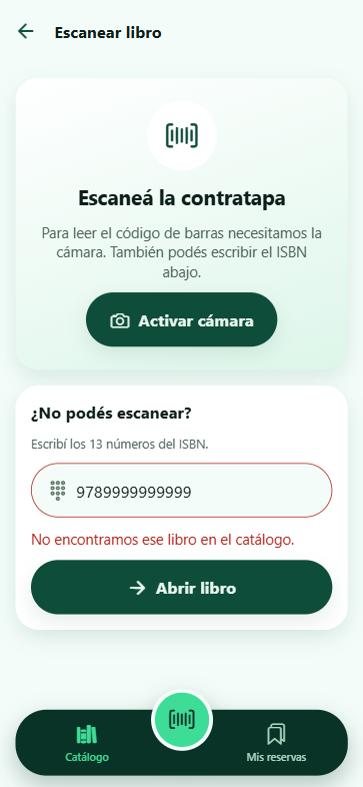 Escanear libro
Escaneá la contratapa
Para leer el código de barras necesitamos la
cámara. También podés escribir el ISBN
abajo.
Activar cámara
¿No podés escanear?
Escribí los 13 números del ISBN.
9789999999999
No encontramos ese libro en el catálogo.
Abrir libro
Catálogo
Mis reservas